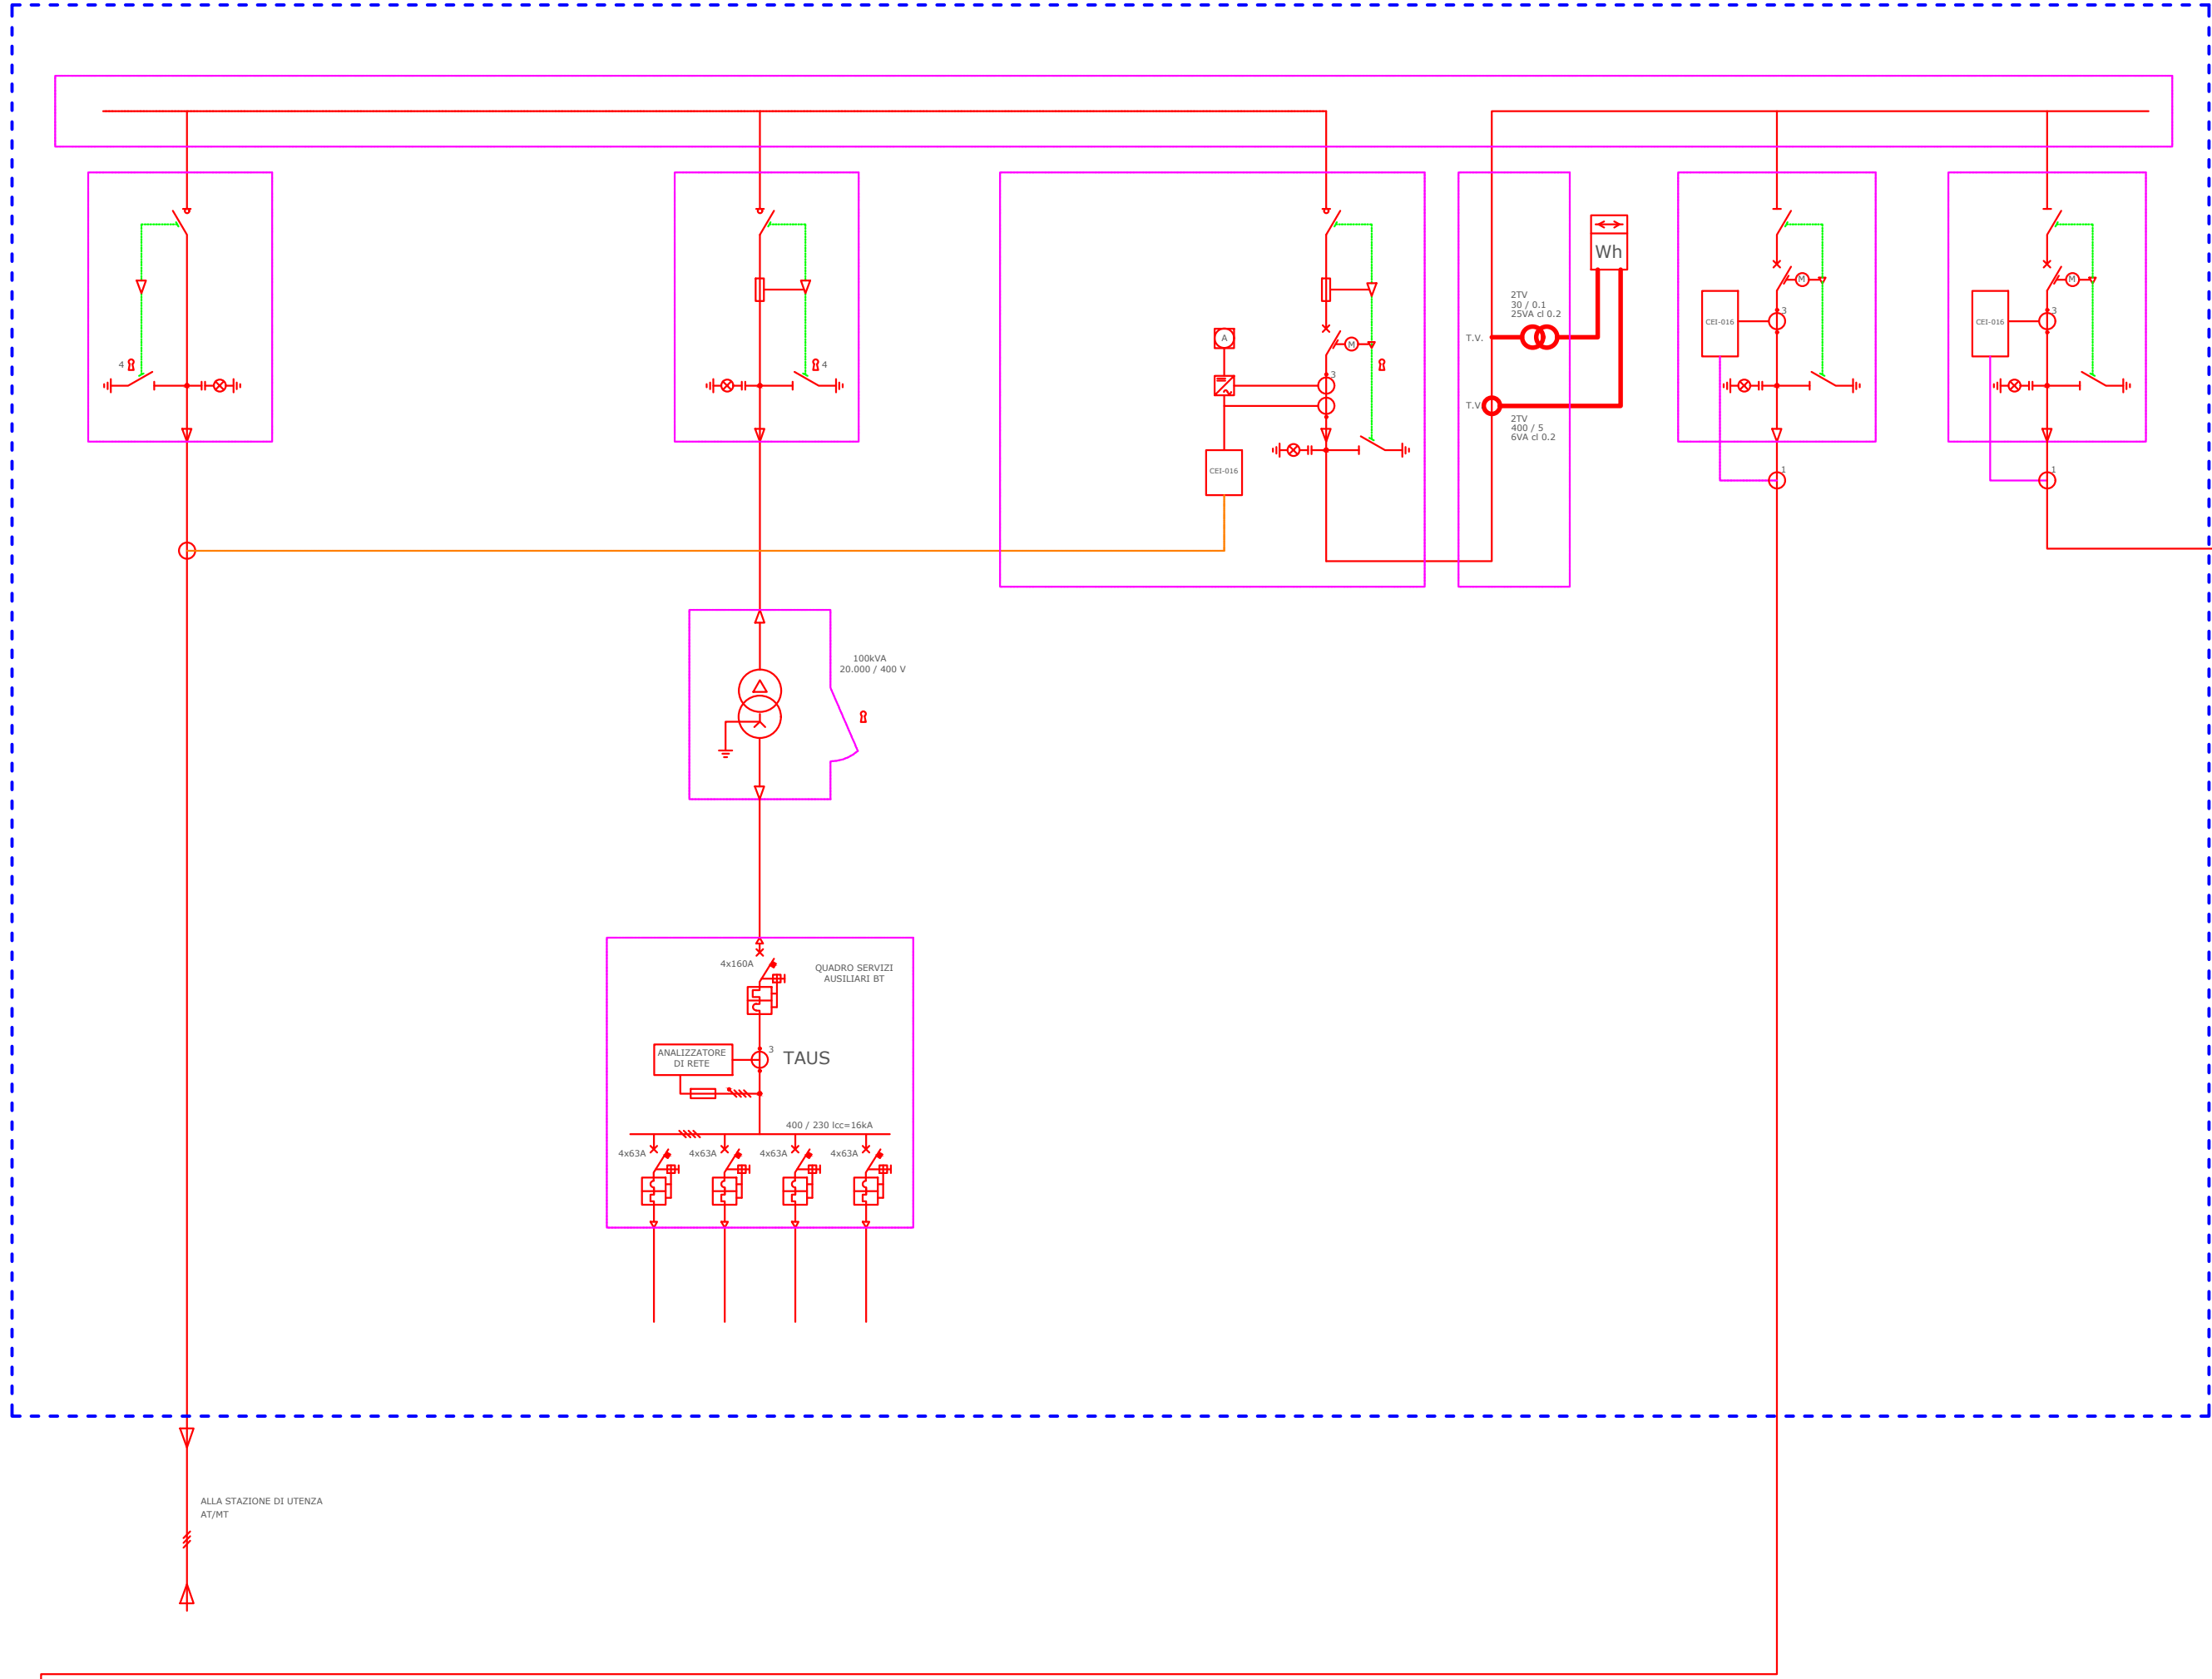 Wh
2TV
30 / 0.1
25VA cl 0.2
T.V.
M
M
3
3
CEI-016
CEI-016
A
M
4
4
3
T.V
2TV
400 / 5
6VA cl 0.2
CEI-016
1
1
100kVA
20.000 / 400 V
4x160A
QUADRO SERVIZI
AUSILIARI BT
ANALIZZATORE
DI RETE
3
TAUS
400 / 230 Icc=16kA
4x63A
4x63A
4x63A
4x63A
ALLA STAZIONE DI UTENZA
AT/MT